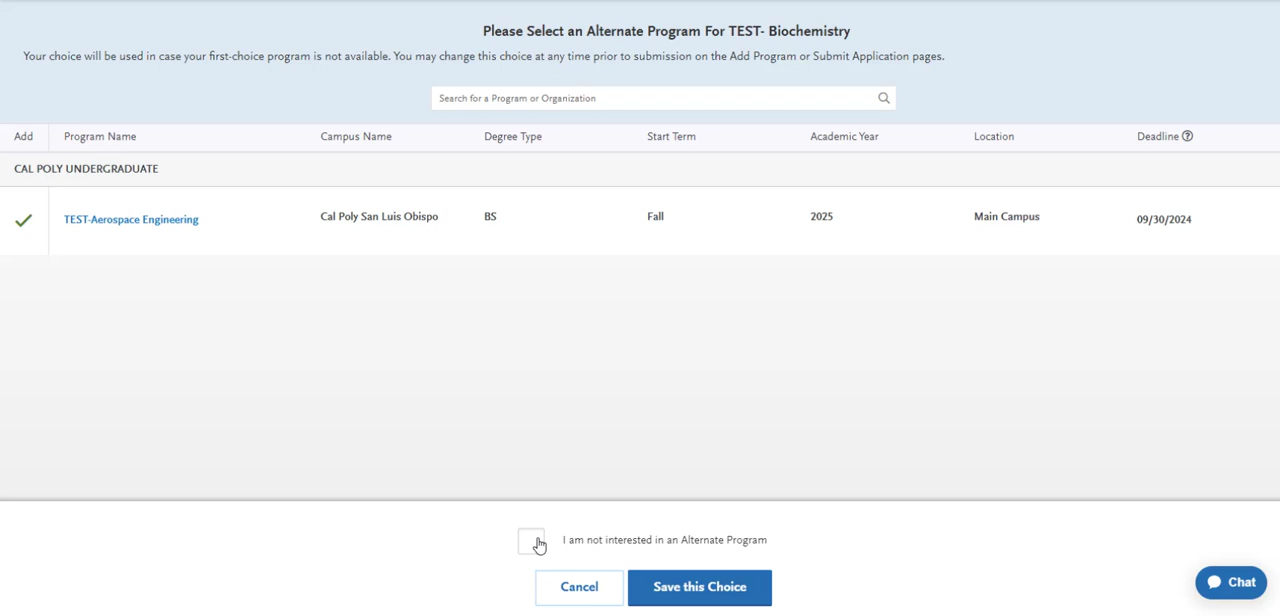 Please Select an Alternate Program For TEST- Biochemistry
Your choice will be used in case your first-choice program is not available. You may change this choice at any time prior to submission on the Add Program or Submit Application pages.
Search for a Program or Organization
Add Program Name Campus Name Degree Type Start Term Academic Year Location Deadline
CAL POLY UNDERGRADUATE
TEST-Aerospace Engineering Cal Poly San Luis Obispo BS Fall 2025 Main Campus 09/30/2024
I am not interested in an Alternate Program
Cancel Save this Choice
Chat